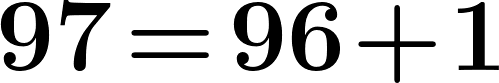 97 = 96 + 1